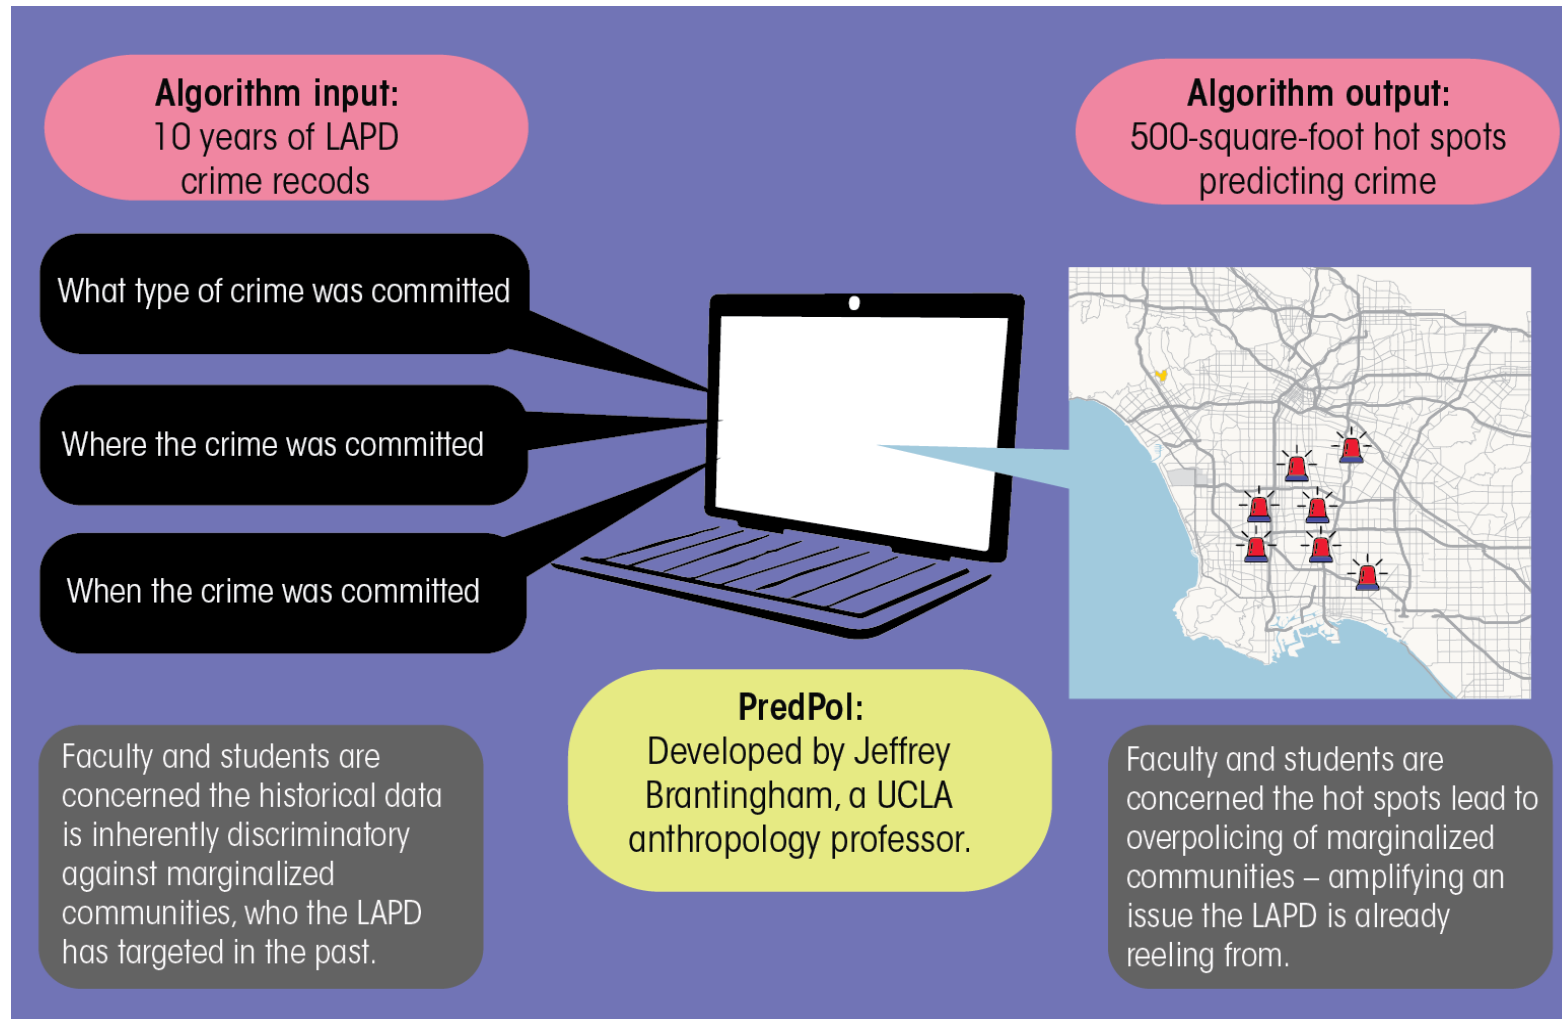 Algorithm input:
10 years of LAPD
crime recods
Algorithm output:
500-square-foot hot spots
predicting crime
What type of crime was committed
Where the crime was committed
When the crime was committed
PredPol:
Developed by Jeffrey
Brantingham, a UCLA
anthropology professor.
Faculty and students are
concerned the historical data
is inherently discriminatory
against marginalized
communities, who the LAPD
has targeted in the past.
Faculty and students are
concerned the hot spots lead to
overpolicing of marginalized
communities – amplifying an
issue the LAPD is already
reeling from.